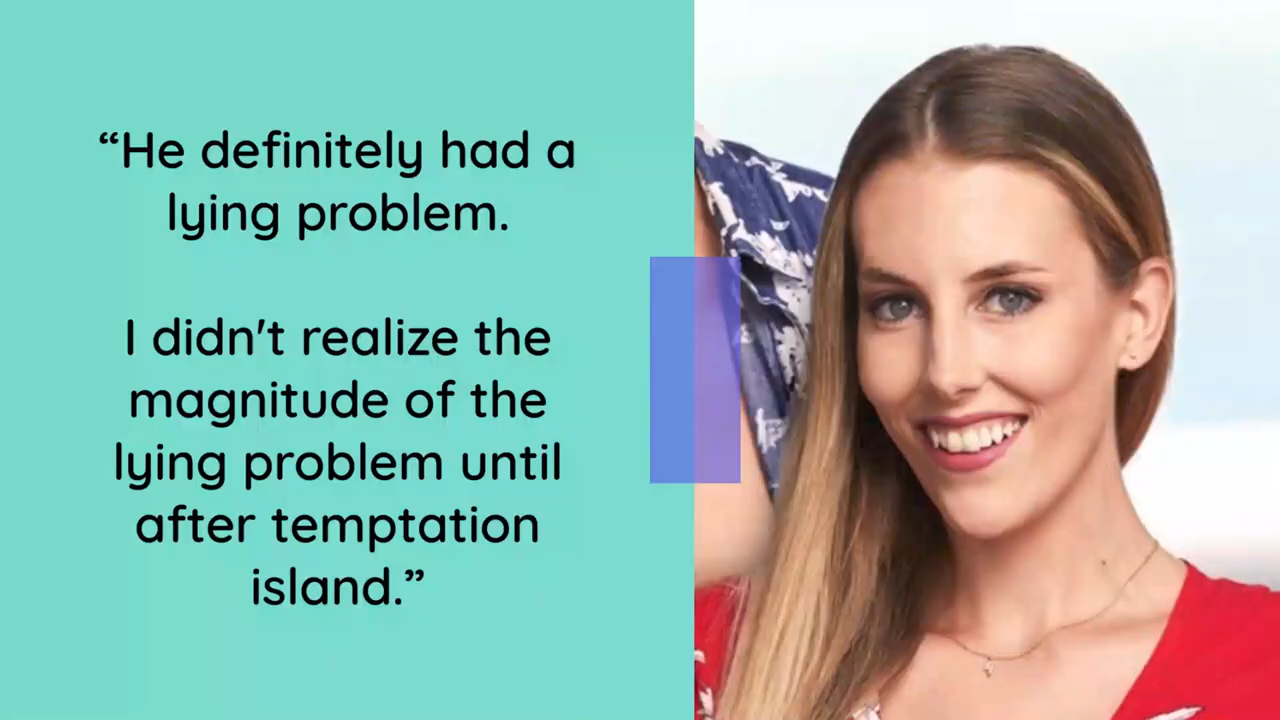 “He definitely had a
lying problem.
I didn't realize the
magnitude of the
lying problem until
after temptation
island.”